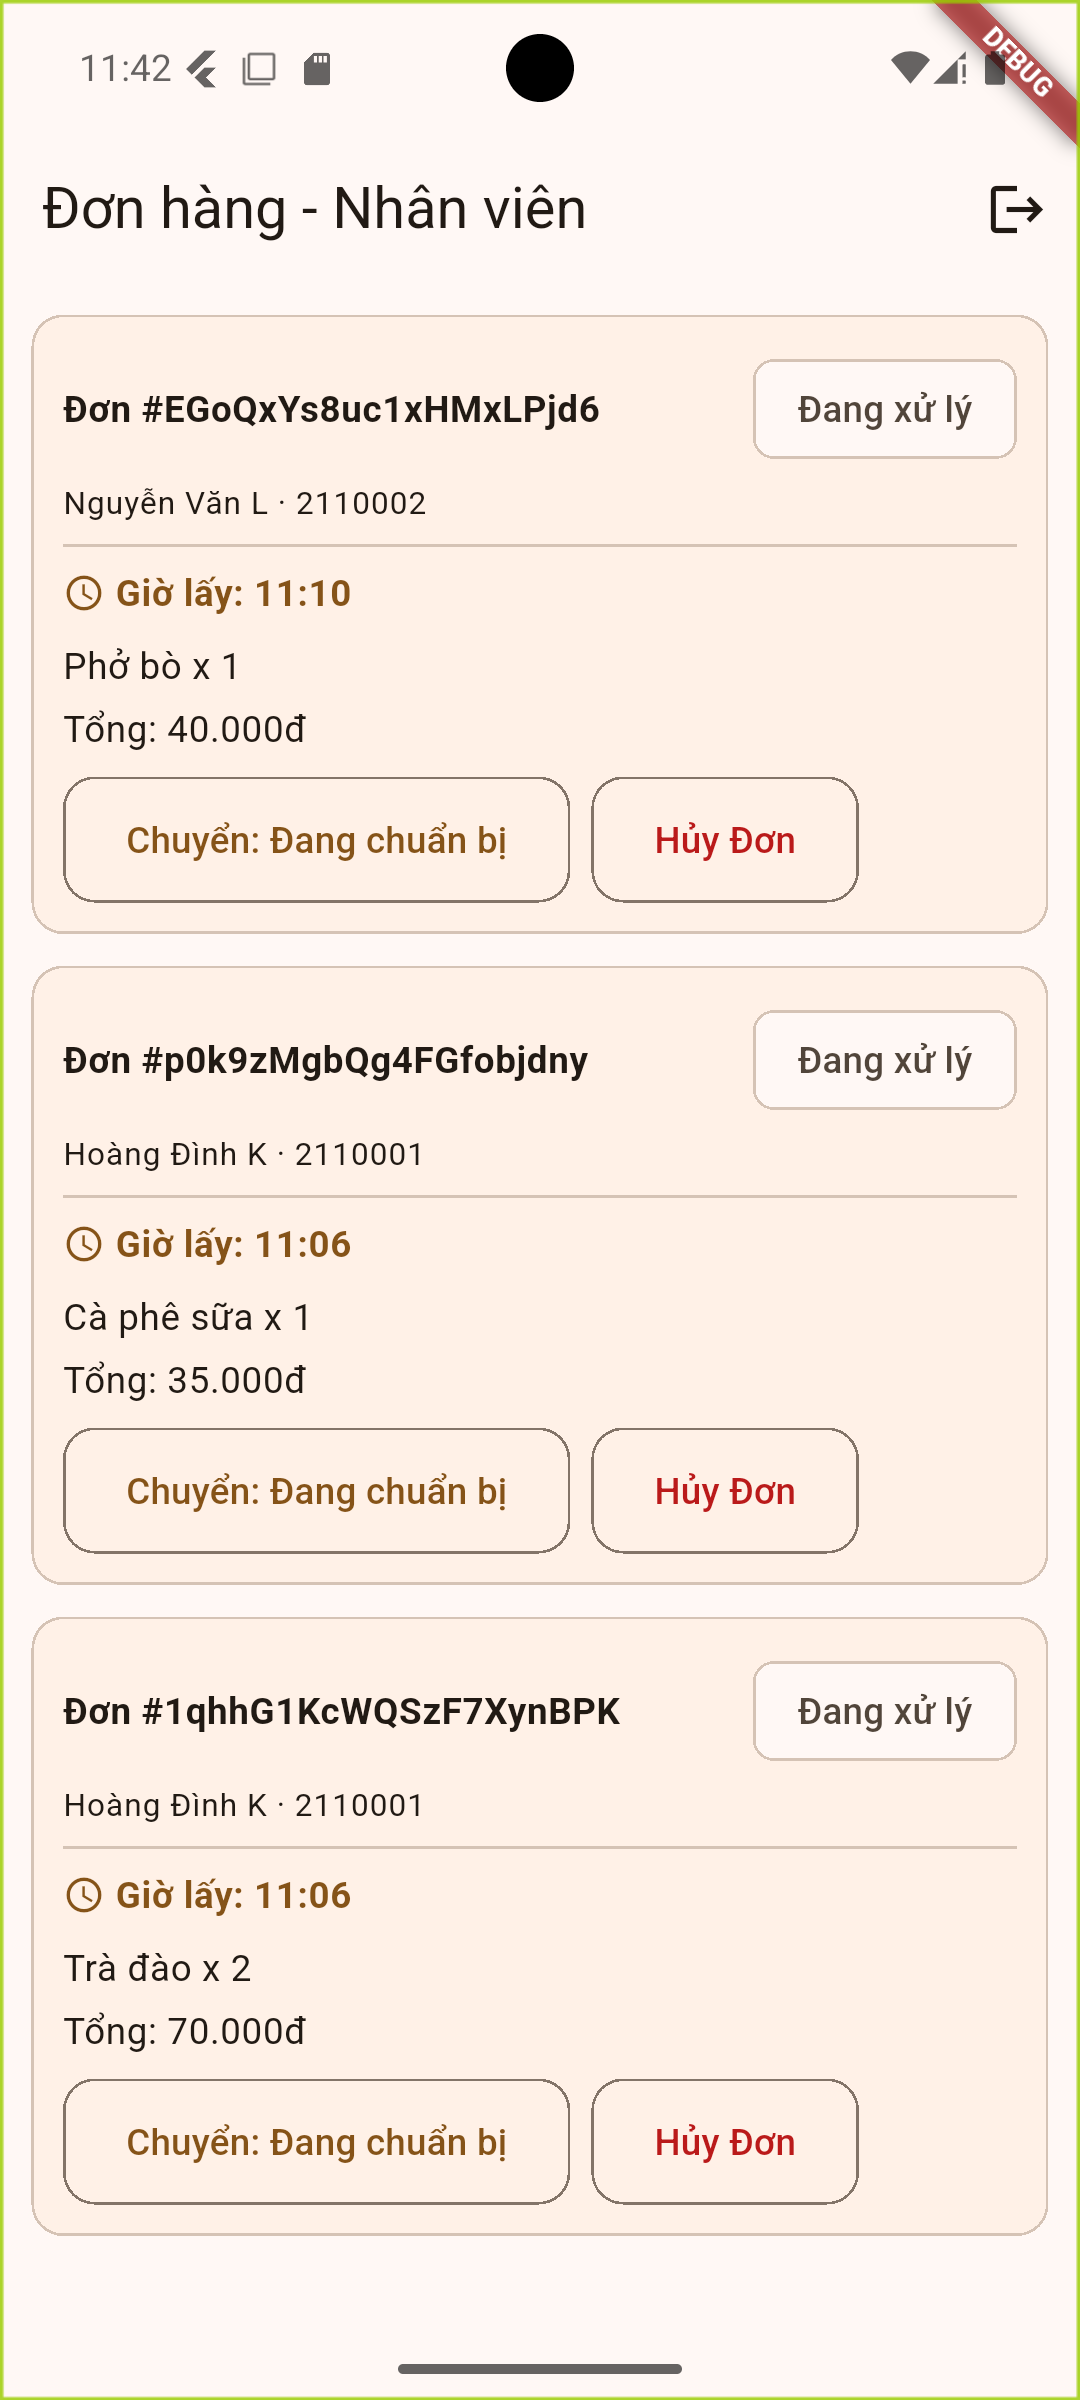 11:42
DEBUG
Đơn hàng - Nhân viên
Đơn #EGoQxYs8uc1xHMxLPjd6
Đang xử lý
Nguyễn Văn L · 2110002
Giờ lấy: 11:10
Phở bò x 1
Tổng: 40.000đ
Chuyển: Đang chuẩn bị
Hủy Đơn
Đơn #p0k9zMgbQg4FGfobjdny
Đang xử lý
Hoàng Đình K · 2110001
Giờ lấy: 11:06
Cà phê sữa x 1
Tổng: 35.000đ
Chuyển: Đang chuẩn bị
Hủy Đơn
Đơn #1qhhG1KcWQSzF7XynBPK
Đang xử lý
Hoàng Đình K · 2110001
Giờ lấy: 11:06
Trà đào x 2
Tổng: 70.000đ
Chuyển: Đang chuẩn bị
Hủy Đơn